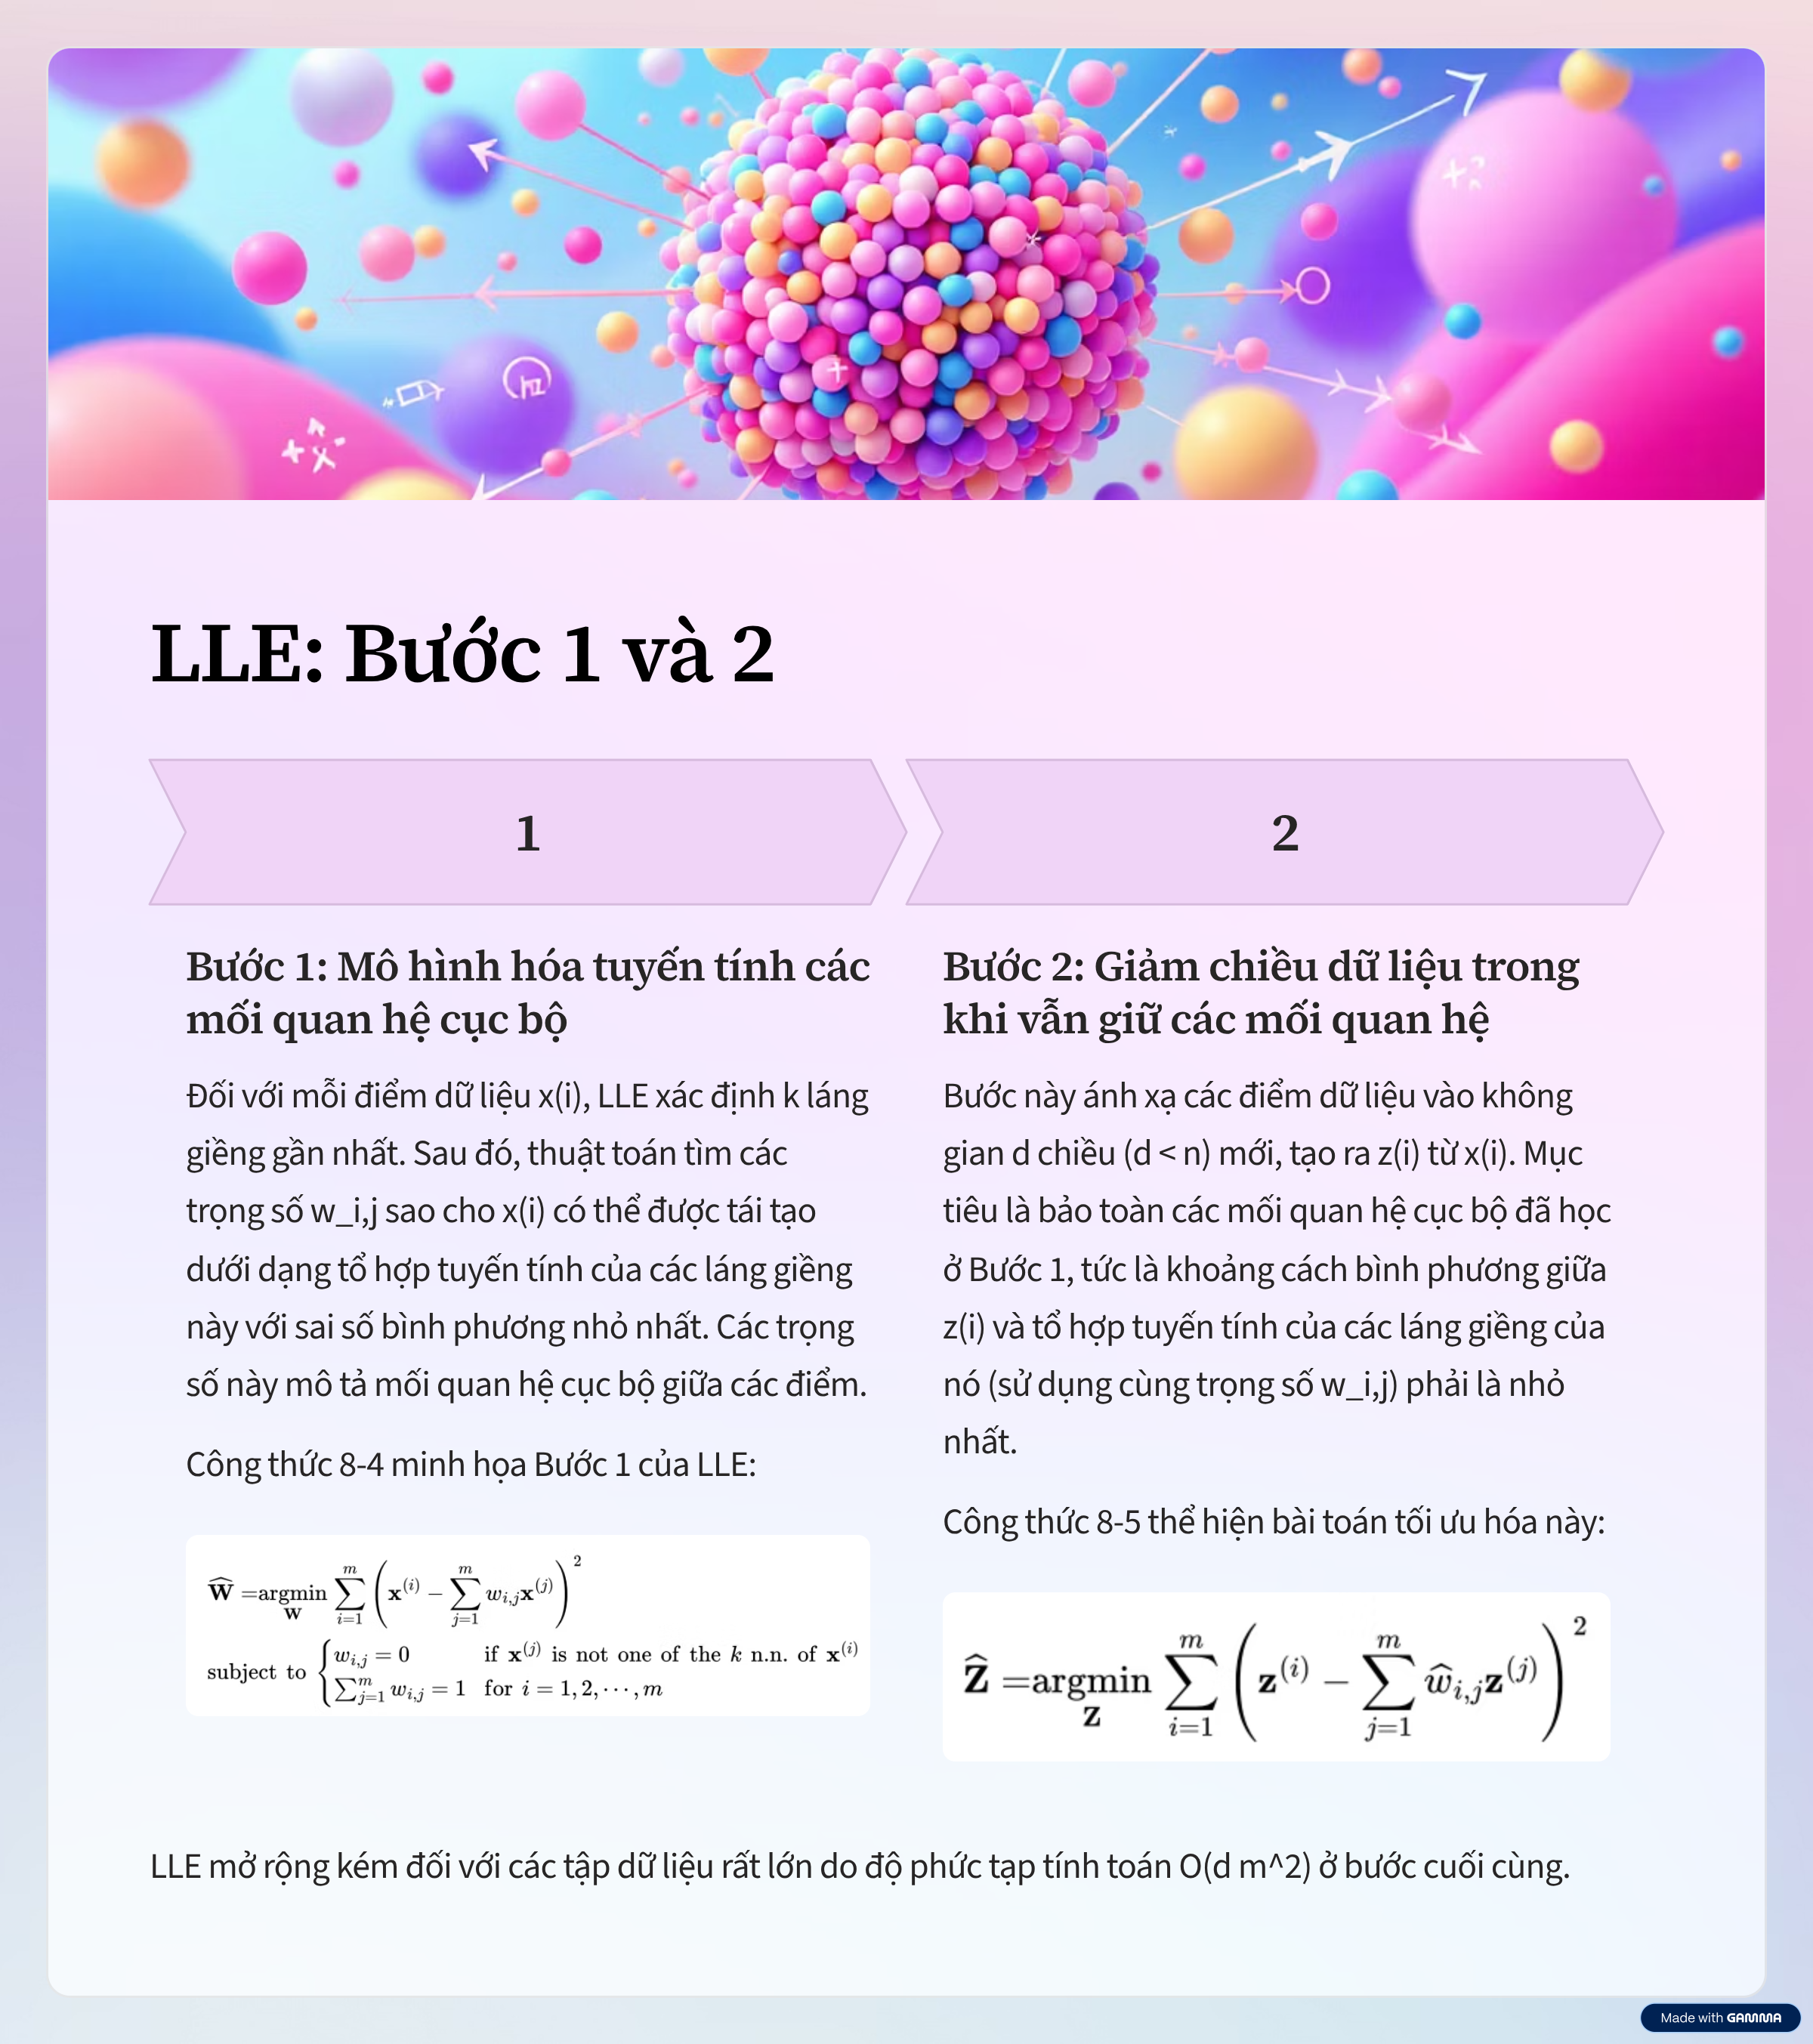 LLE: Bước 1 và 2
1
Bước 1: Mô hình hóa tuyến tính các
mối quan hệ cục bộ
Đối với mỗi điểm dữ liệu x(i), LLE xác định k láng
giềng gần nhất. Sau đó, thuật toán tìm các
trọng số w_i,j sao cho x(i) có thể được tái tạo
dưới dạng tổ hợp tuyến tính của các láng giềng
này với sai số bình phương nhỏ nhất. Các trọng
số này mô tả mối quan hệ cục bộ giữa các điểm.
Công thức 8-4 minh họa Bước 1 của LLE:
$\widehat{\mathbf{W}} = \underset{\mathbf{W}}{\operatorname{argmin}} \sum_{i=1}^{m} \left( \mathbf{x}^{(i)} - \sum_{j=1}^{m} w_{i,j} \mathbf{x}^{(j)} \right)^2$
$\text{subject to } \begin{cases} w_{i,j} = 0 & \text{if } \mathbf{x}^{(j)} \text{ is not one of the } k \text{ n.n. of } \mathbf{x}^{(i)} \\ \sum_{j=1}^{m} w_{i,j} = 1 & \text{for } i = 1, 2, \cdots, m \end{cases}$
2
Bước 2: Giảm chiều dữ liệu trong
khi vẫn giữ các mối quan hệ
Bước này ánh xạ các điểm dữ liệu vào không
gian d chiều (d < n) mới, tạo ra z(i) từ x(i). Mục
tiêu là bảo toàn các mối quan hệ cục bộ đã học
ở Bước 1, tức là khoảng cách bình phương giữa
z(i) và tổ hợp tuyến tính của các láng giềng của
nó (sử dụng cùng trọng số w_i,j) phải là nhỏ
nhất.
Công thức 8-5 thể hiện bài toán tối ưu hóa này:
$\widehat{\mathbf{Z}} = \underset{\mathbf{Z}}{\operatorname{argmin}} \sum_{i=1}^{m} \left( \mathbf{z}^{(i)} - \sum_{j=1}^{m} \widehat{w}_{i,j} \mathbf{z}^{(j)} \right)^2$
LLE mở rộng kém đối với các tập dữ liệu rất lớn do độ phức tạp tính toán O(d m^2) ở bước cuối cùng.
Made with GAMMA